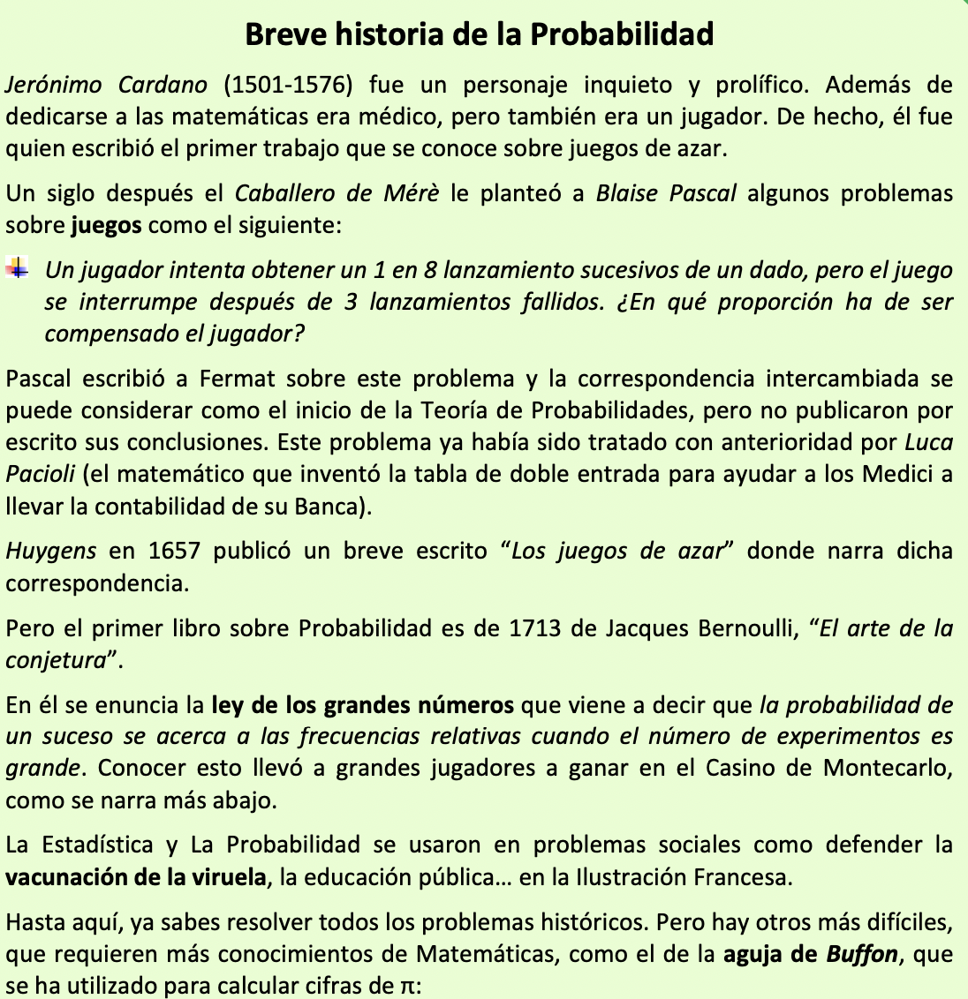 Breve historia de la Probabilidad
Jerónimo Cardano (1501-1576) fue un personaje inquieto y prolífico. Además de
dedicarse a las matemáticas era médico, pero también era un jugador. De hecho, él fue
quien escribió el primer trabajo que se conoce sobre juegos de azar.
Un siglo después el Caballero de Mérè le planteó a Blaise Pascal algunos problemas
sobre juegos como el siguiente:
Un jugador intenta obtener un 1 en 8 lanzamiento sucesivos de un dado, pero el juego
se interrumpe después de 3 lanzamientos fallidos. ¿En qué proporción ha de ser
compensado el jugador?
Pascal escribió a Fermat sobre este problema y la correspondencia intercambiada se
puede considerar como el inicio de la Teoría de Probabilidades, pero no publicaron por
escrito sus conclusiones. Este problema ya había sido tratado con anterioridad por Luca
Pacioli (el matemático que inventó la tabla de doble entrada para ayudar a los Medici a
llevar la contabilidad de su Banca).
Huygens en 1657 publicó un breve escrito “Los juegos de azar” donde narra dicha
correspondencia.
Pero el primer libro sobre Probabilidad es de 1713 de Jacques Bernoulli, “El arte de la
conjetura”.
En él se enuncia la ley de los grandes números que viene a decir que la probabilidad de
un suceso se acerca a las frecuencias relativas cuando el número de experimentos es
grande. Conocer esto llevó a grandes jugadores a ganar en el Casino de Montecarlo,
como se narra más abajo.
La Estadística y La Probabilidad se usaron en problemas sociales como defender la
vacunación de la viruela, la educación pública… en la Ilustración Francesa.
Hasta aquí, ya sabes resolver todos los problemas históricos. Pero hay otros más difíciles,
que requieren más conocimientos de Matemáticas, como el de la aguja de Buffon, que
se ha utilizado para calcular cifras de π: